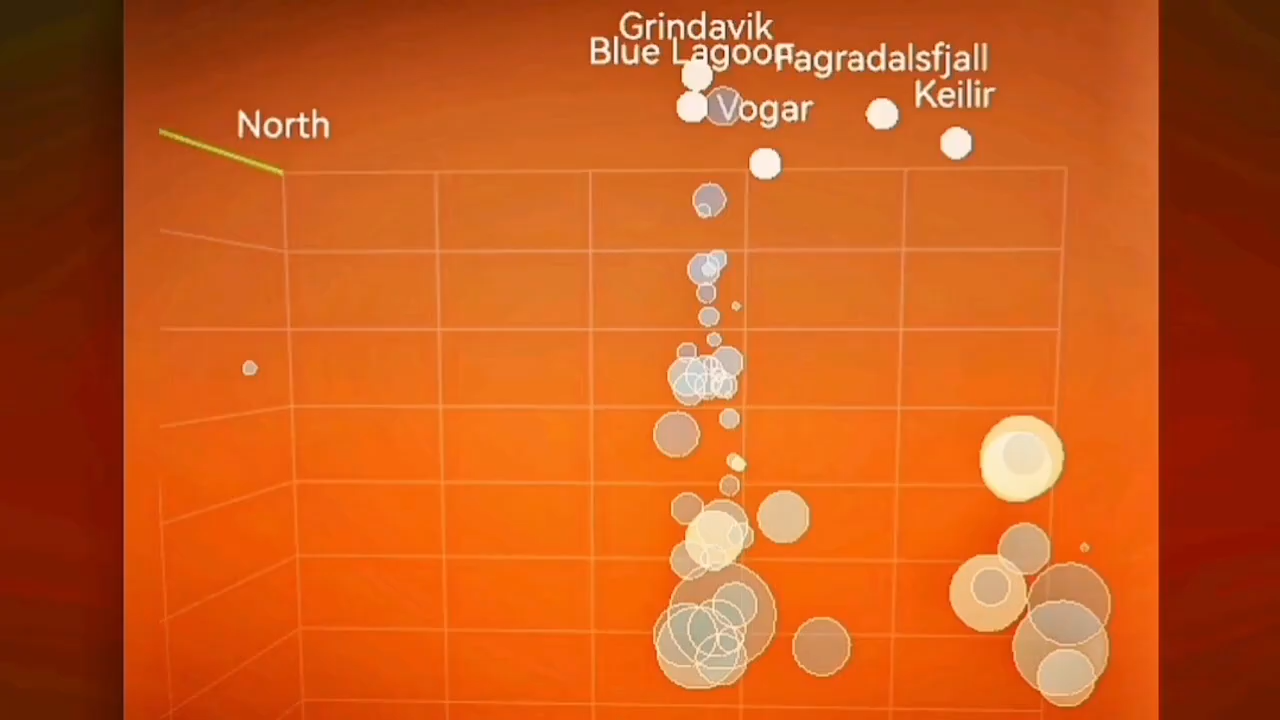 Grindavik
Blue Lagoon
Fagradalsfjall
Keilir
Vogar
North